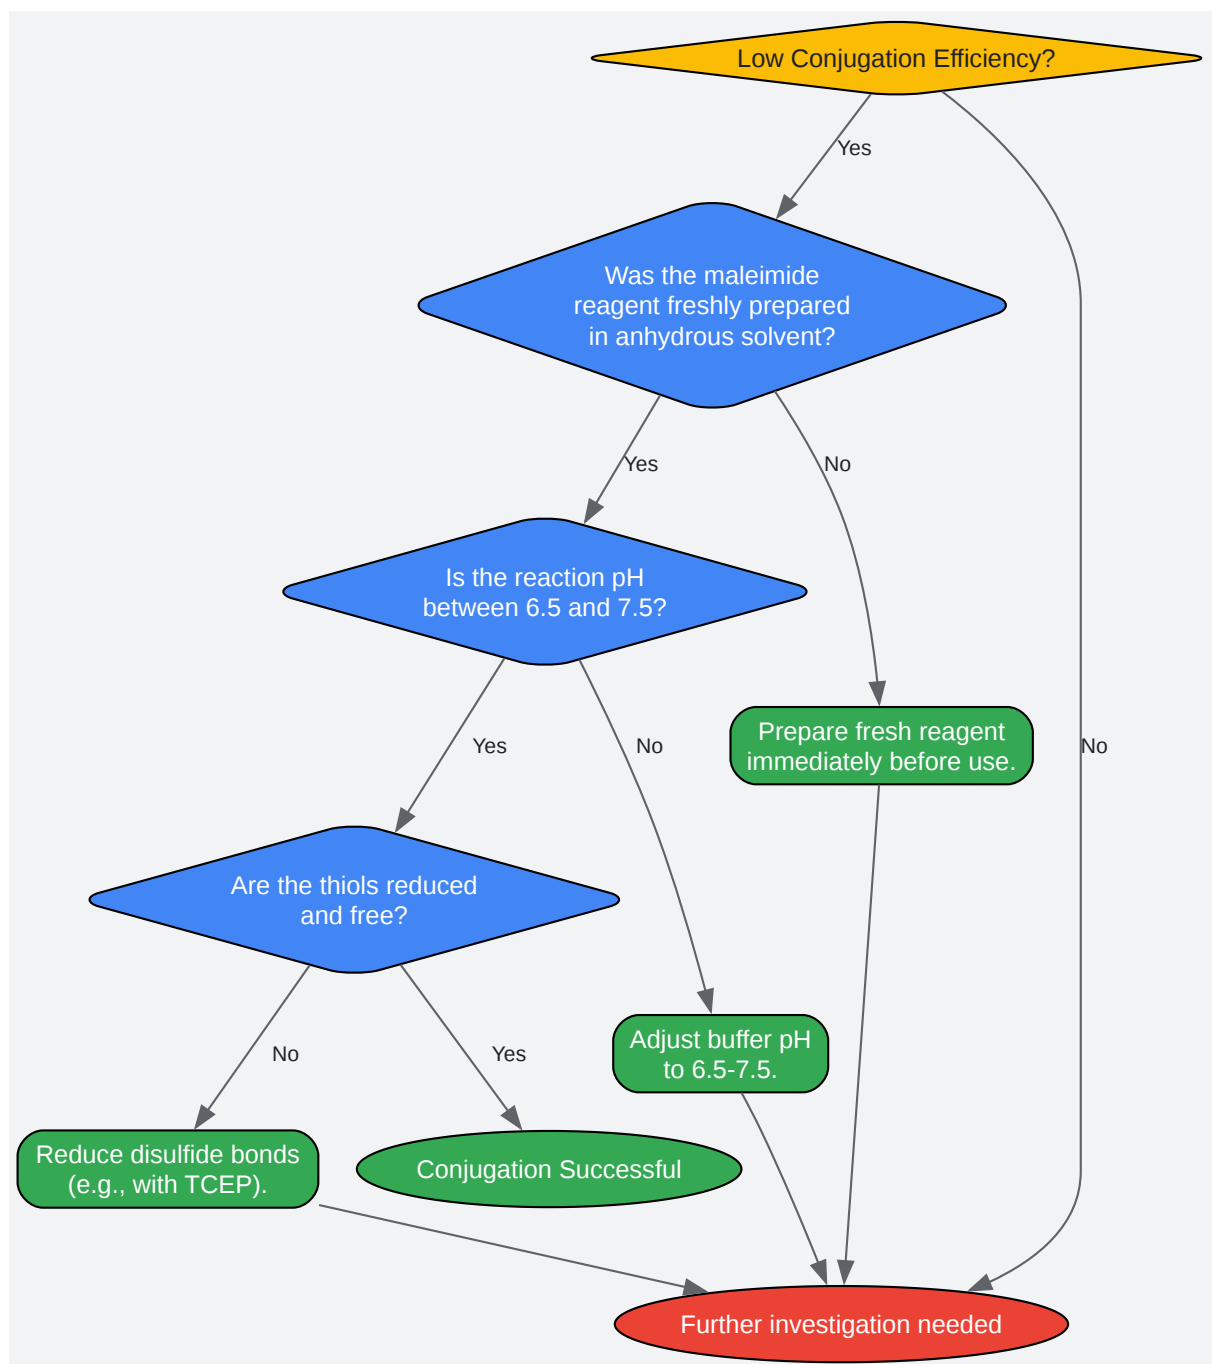 Low Conjugation Efficiency?
Yes
Was the maleimide
reagent freshly prepared
in anhydrous solvent?
Yes
No
Is the reaction pH
between 6.5 and 7.5?
Yes
No
Prepare fresh reagent
immediately before use.
No
Are the thiols reduced
and free?
No
Yes
Adjust buffer pH
to 6.5-7.5.
Reduce disulfide bonds
(e.g., with TCEP).
Conjugation Successful
Further investigation needed